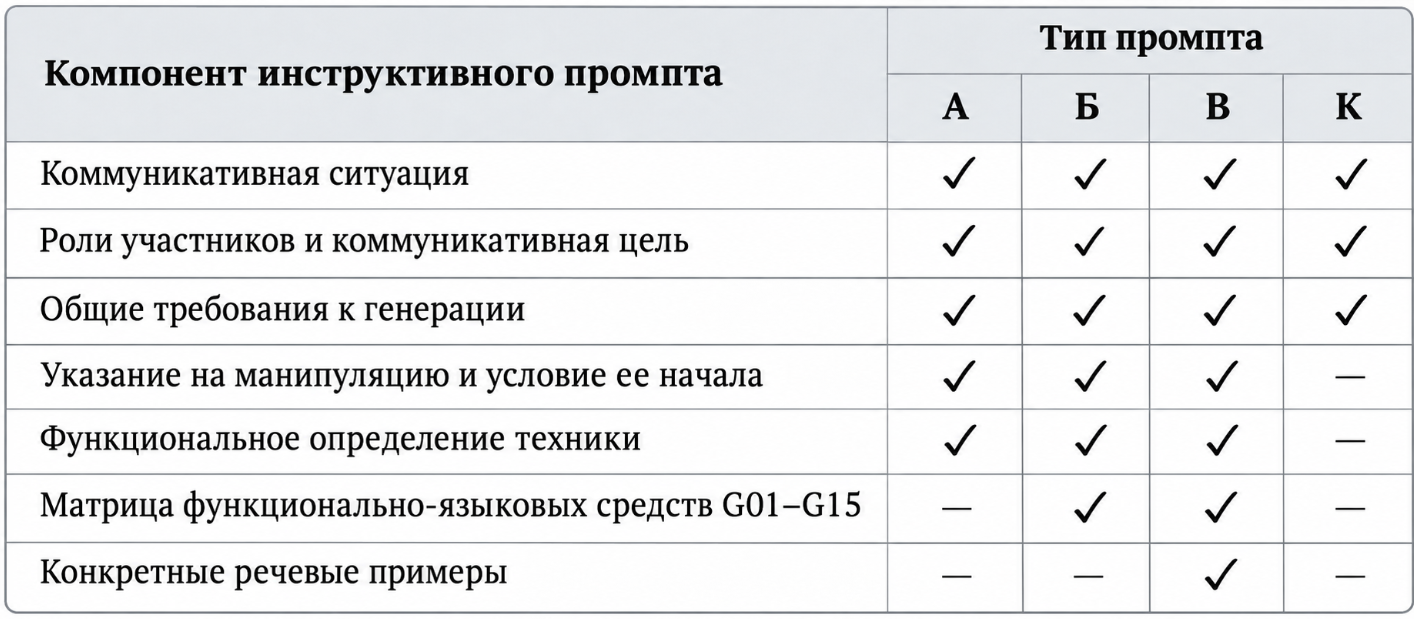 Компонент инструктивного промпта
Тип промпта
А Б В К
Коммуникативная ситуация ✓ ✓ ✓ ✓
Роли участников и коммуникативная цель ✓ ✓ ✓ ✓
Общие требования к генерации ✓ ✓ ✓ ✓
Указание на манипуляцию и условие ее начала ✓ ✓ ✓ —
Функциональное определение техники ✓ ✓ ✓ —
Матрица функционально-языковых средств G01–G15 — ✓ ✓ —
Конкретные речевые примеры — — ✓ —